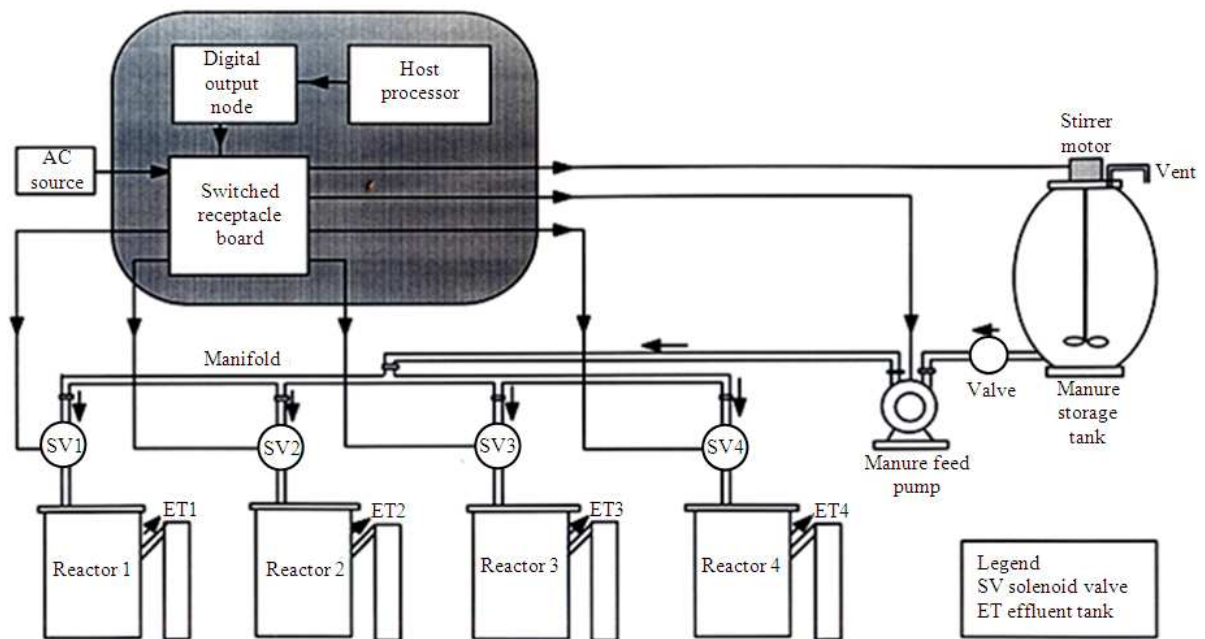 Digital
output
node
Host
processor
AC
source
Switched
receptacle
board
Stirrer
motor
Vent
Manifold
Valve
Manure
storage
tank
SV1
SV2
SV3
SV4
Manure feed
pump
ET1
ET2
ET3
ET4
Reactor 1
Reactor 2
Reactor 3
Reactor 4
Legend
SV solenoid valve
ET effluent tank